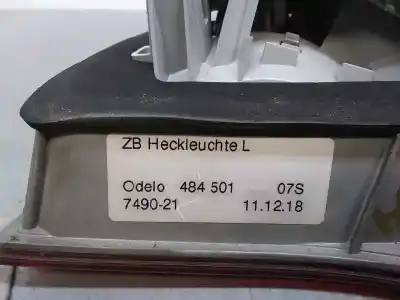 ZB Heckleuchte L
Odelo 484 501 07S
7490-21 11.12.18